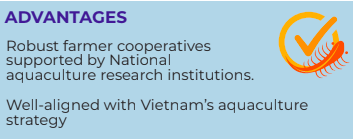 ADVANTAGES
Robust farmer cooperatives
supported by National
aquaculture research institutions.
Well-aligned with Vietnam's aquaculture
strategy